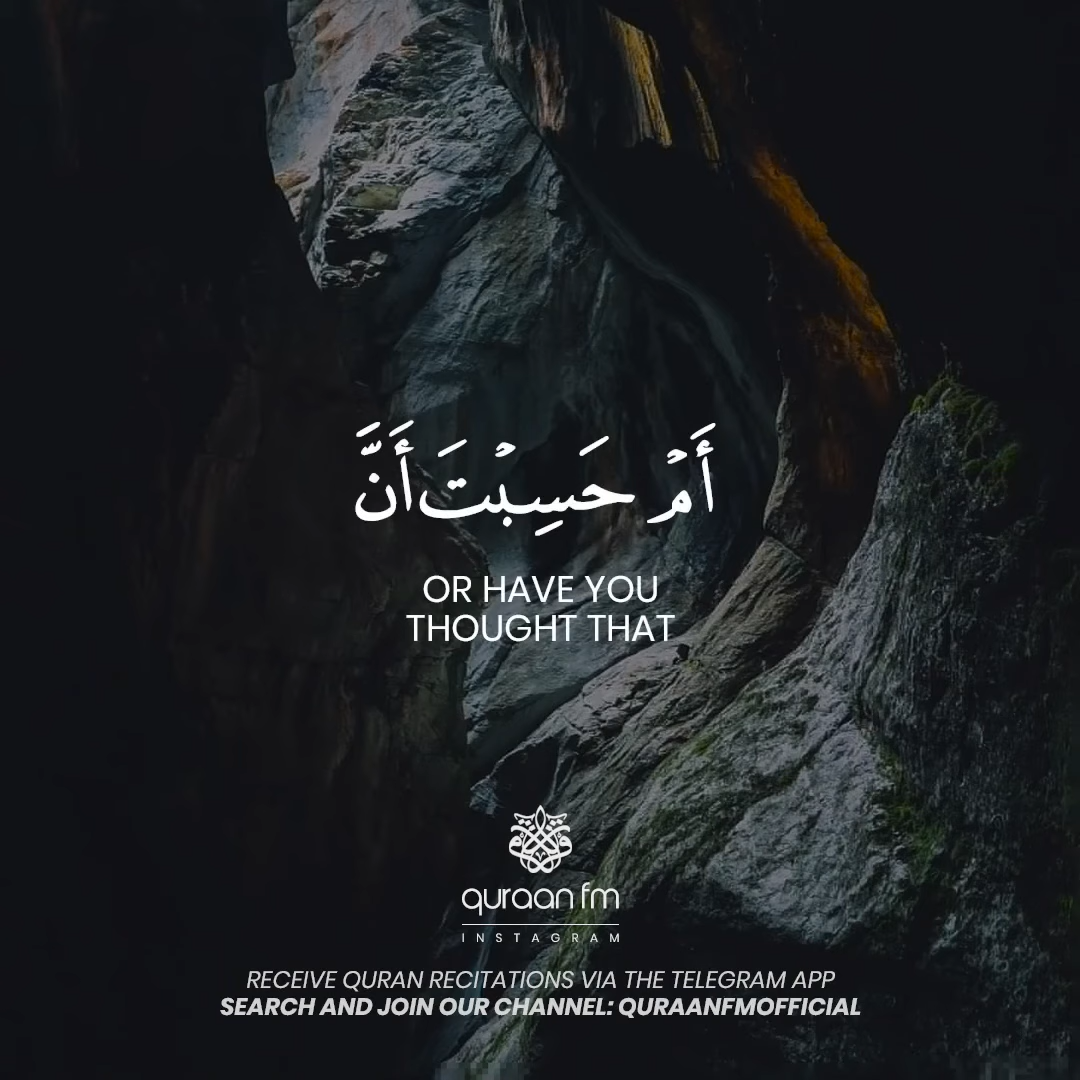 أَمْ حَسِبْتَ أَنَّ
OR HAVE YOU
THOUGHT THAT
quraan fm
INSTAGRAM
RECEIVE QURAN RECITATIONS VIA THE TELEGRAM APP
SEARCH AND JOIN OUR CHANNEL: QURAANFMOFFICIAL